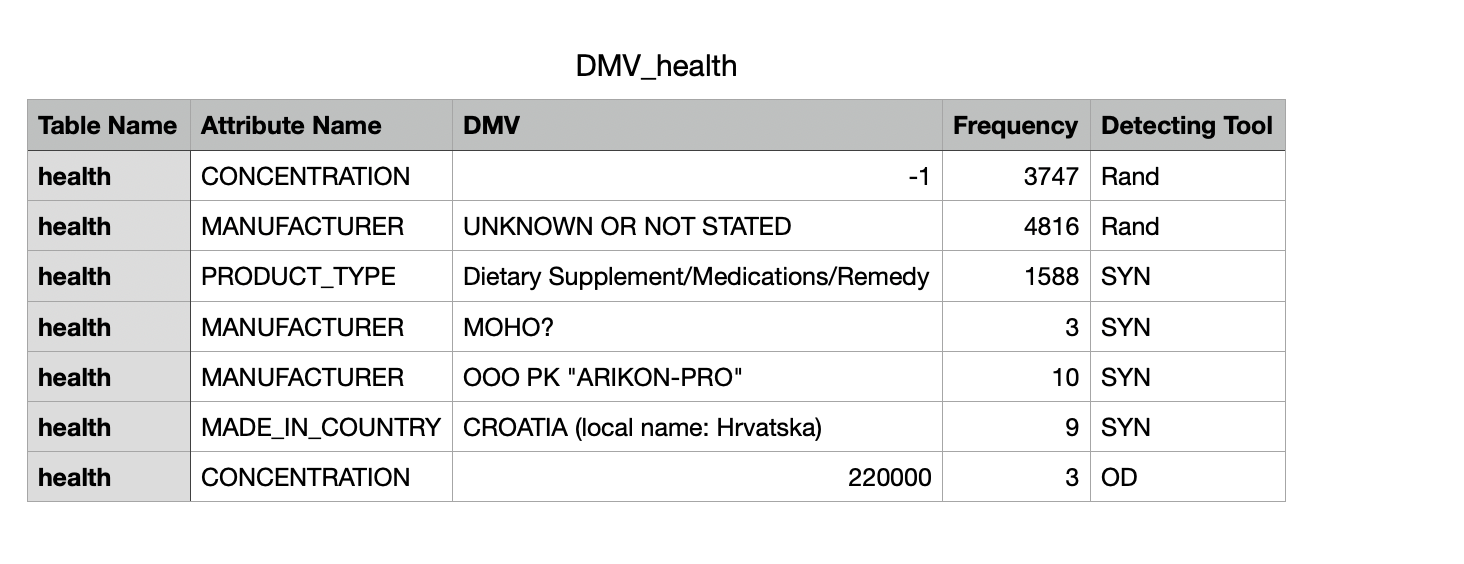 DMV_health
Table Name Attribute Name DMV Frequency Detecting Tool
health CONCENTRATION -1 3747 Rand
health MANUFACTURER UNKNOWN OR NOT STATED 4816 Rand
health PRODUCT_TYPE Dietary Supplement/Medications/Remedy 1588 SYN
health MANUFACTURER MOHO? 3 SYN
health MANUFACTURER OOO PK "ARIKON-PRO" 10 SYN
health MADE_IN_COUNTRY CROATIA (local name: Hrvatska) 9 SYN
health CONCENTRATION 220000 3 OD